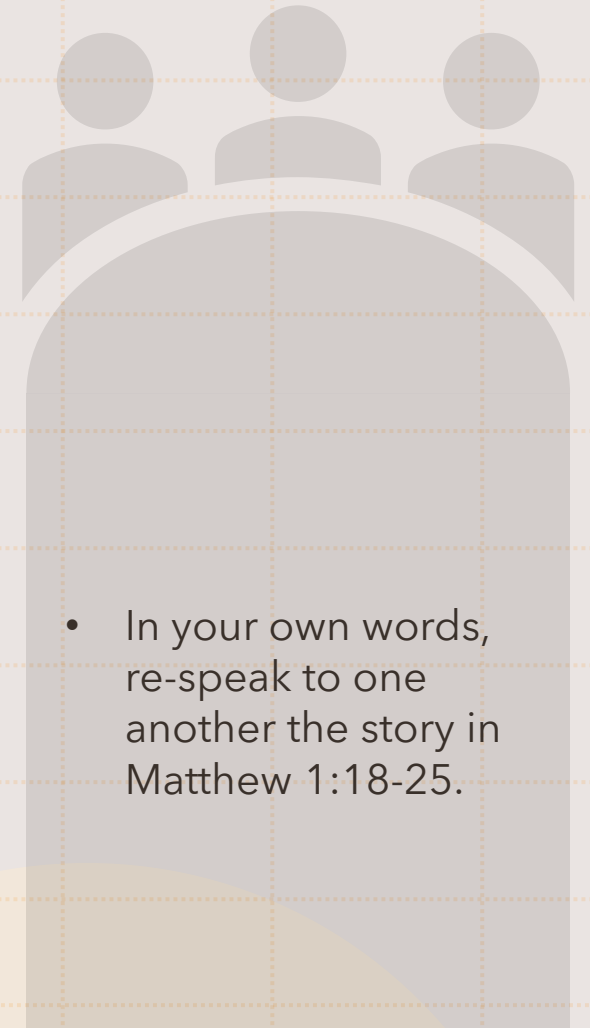 • In your own words,
re-speak to one
another the story in
Matthew 1:18-25.